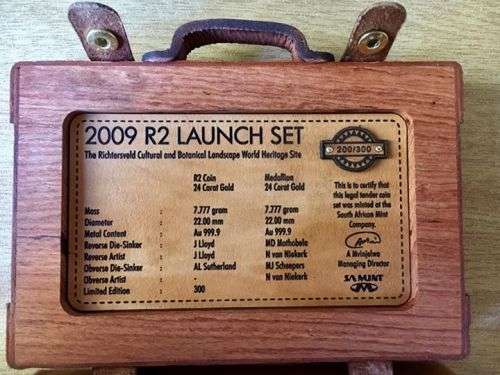 2009 R2 LAUNCH SET
The Richtersveld Cultural and Botanical Landscape World Heritage Site
200/300
R2 Coin Medallion
24 Carat Gold 24 Carat Gold
Mass : 7.777 gram 7.777 gram
Diameter : 22.00 mm 22.00 mm
Metal Content : Au 999.9 Au 999.9
Reverse Die-Sinker : J Lloyd MD Mothobela
Reverse Artist : J Lloyd N van Niekerk
Obverse Die-Sinker : AL Sutherland MJ Scheepers
Obverse Artist : N van Niekerk
Limited Edition : 300
This is to certify that
this legal tender coin
set was minted at the
South African Mint
Company.
A Mvinjelwa
Managing Director
SA MINT